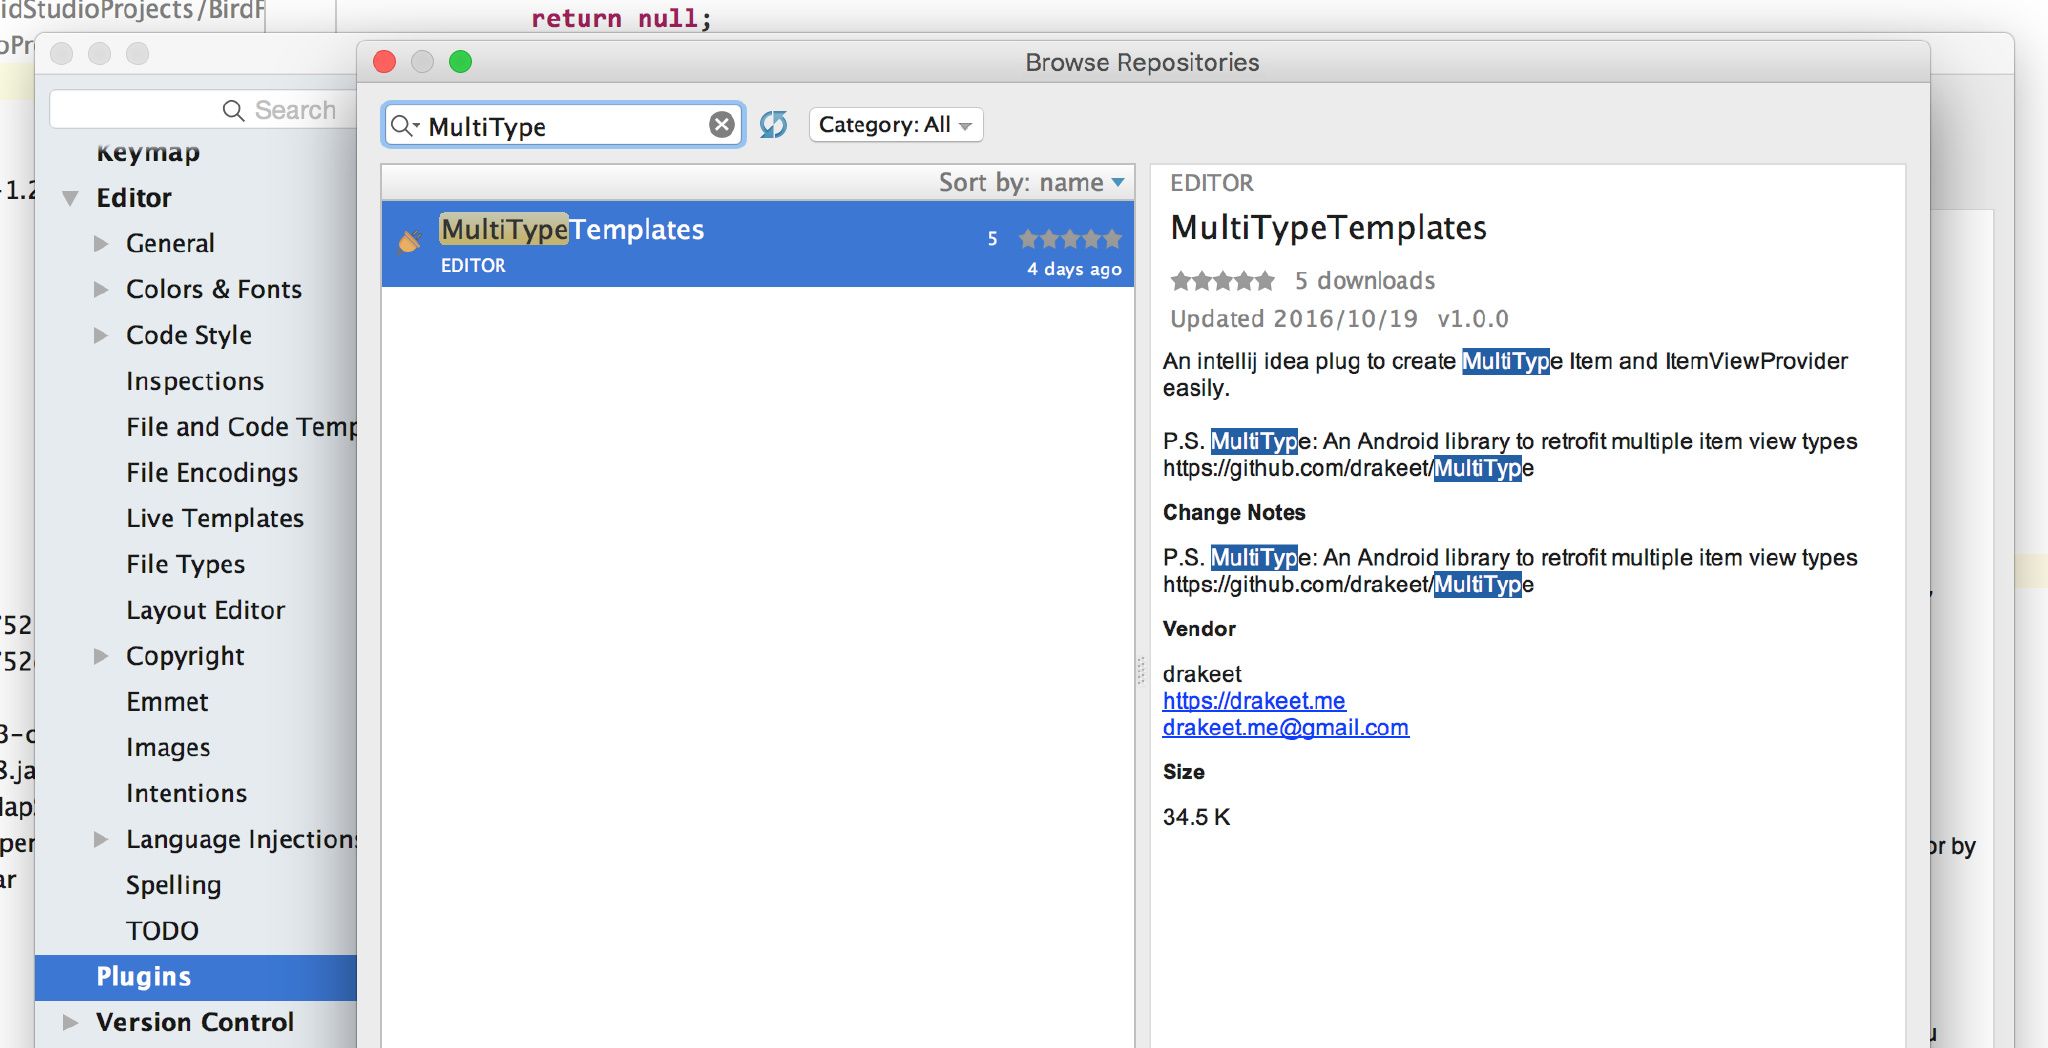 idStudioProjects/BirdF
return null;
Browse Repositories
Search
MultiType
Category: All
Keymap
Editor
General
Colors & Fonts
Code Style
Inspections
File and Code Temp
File Encodings
Live Templates
File Types
Layout Editor
Copyright
Emmet
Images
Intentions
Language Injections
Spelling
TODO
Plugins
Version Control
Sort by: name
MultiTypeTemplates
5
EDITOR
4 days ago
EDITOR
MultiTypeTemplates
5 downloads
Updated 2016/10/19 v1.0.0
An intellij idea plug to create MultiType Item and ItemViewProvider
easily.
P.S. MultiType: An Android library to retrofit multiple item view types
https://github.com/drakeet/MultiType
Change Notes
P.S. MultiType: An Android library to retrofit multiple item view types
https://github.com/drakeet/MultiType
Vendor
drakeet
https://drakeet.me
drakeet.me@gmail.com
Size
34.5 K
or by